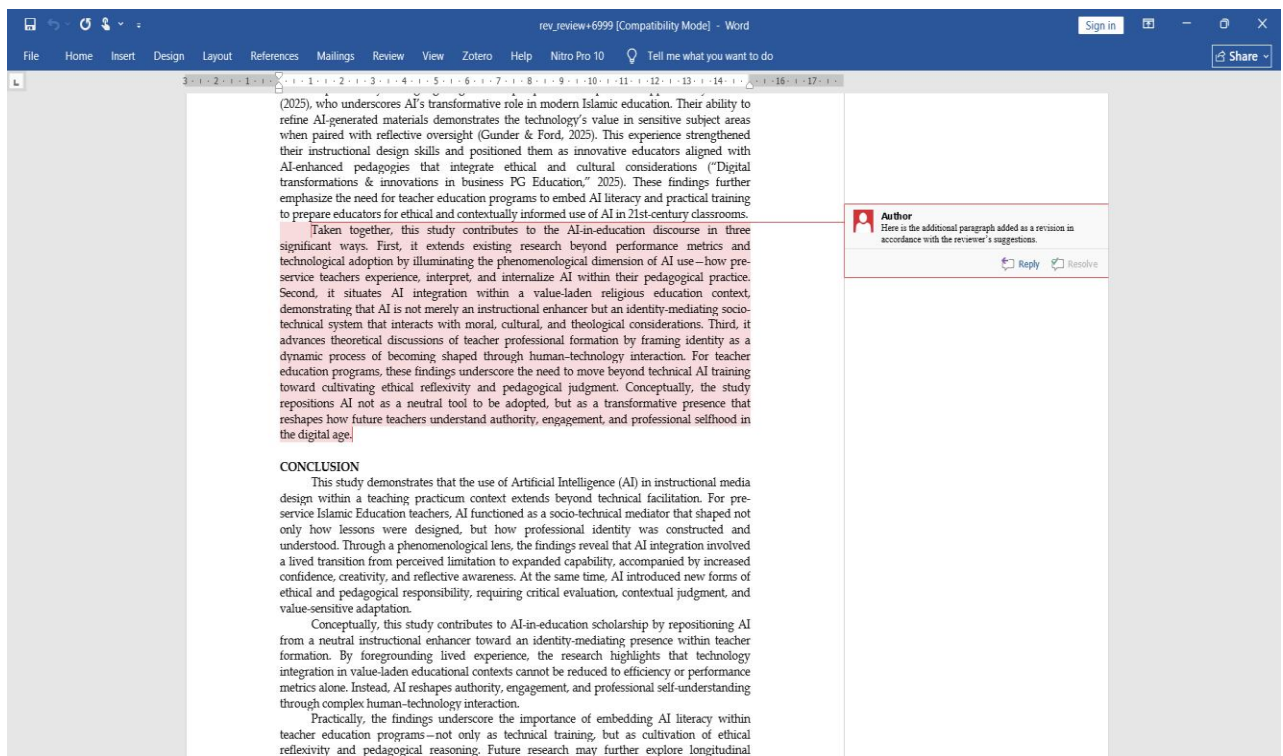 rev_review+6999 [Compatibility Mode] - Word
Sign in
File Home Insert Design Layout References Mailings Review View Zotero Help Nitro Pro 10 Tell me what you want to do
Share
3 · 2 · 1 · 1 · 2 · 3 · 4 · 5 · 6 · 7 · 8 · 9 · 10 · 11 · 12 · 13 · 14 · 16 · 17
(2025), who underscores AI’s transformative role in modern Islamic education. Their ability to
refine AI-generated materials demonstrates the technology’s value in sensitive subject areas
when paired with reflective oversight (Gunder & Ford, 2025). This experience strengthened
their instructional design skills and positioned them as innovative educators aligned with
AI-enhanced pedagogies that integrate ethical and cultural considerations (“Digital
transformations & innovations in business PG Education,” 2025). These findings further
emphasize the need for teacher education programs to embed AI literacy and practical training
to prepare educators for ethical and contextually informed use of AI in 21st-century classrooms.
Taken together, this study contributes to the AI-in-education discourse in three
significant ways. First, it extends existing research beyond performance metrics and
technological adoption by illuminating the phenomenological dimension of AI use—how pre-
service teachers experience, interpret, and internalize AI within their pedagogical practice.
Second, it situates AI integration within a value-laden religious education context,
demonstrating that AI is not merely an instructional enhancer but an identity-mediating socio-
technical system that interacts with moral, cultural, and theological considerations. Third, it
advances theoretical discussions of teacher professional formation by framing identity as a
dynamic process of becoming shaped through human–technology interaction. For teacher
education programs, these findings underscore the need to move beyond technical AI training
toward cultivating ethical reflexivity and pedagogical judgment. Conceptually, the study
repositions AI not as a neutral tool to be adopted, but as a transformative presence that
reshapes how future teachers understand authority, engagement, and professional selfhood in
the digital age.
Author
Here is the additional paragraph added as a revision in
accordance with the reviewer’s suggestions.
Reply Resolve
CONCLUSION
This study demonstrates that the use of Artificial Intelligence (AI) in instructional media
design within a teaching practicum context extends beyond technical facilitation. For pre-
service Islamic Education teachers, AI functioned as a socio-technical mediator that shaped not
only how lessons were designed, but how professional identity was constructed and
understood. Through a phenomenological lens, the findings reveal that AI integration involved
a lived transition from perceived limitation to expanded capability, accompanied by increased
confidence, creativity, and reflective awareness. At the same time, AI introduced new forms of
ethical and pedagogical responsibility, requiring critical evaluation, contextual judgment, and
value-sensitive adaptation.
Conceptually, this study contributes to AI-in-education scholarship by repositioning AI
from a neutral instructional enhancer toward an identity-mediating presence within teacher
formation. By foregrounding lived experience, the research highlights that technology
integration in value-laden educational contexts cannot be reduced to efficiency or performance
metrics alone. Instead, AI reshapes authority, engagement, and professional self-understanding
through complex human–technology interaction.
Practically, the findings underscore the importance of embedding AI literacy within
teacher education programs—not only as technical training, but as cultivation of ethical
reflexivity and pedagogical reasoning. Future research may further explore longitudinal